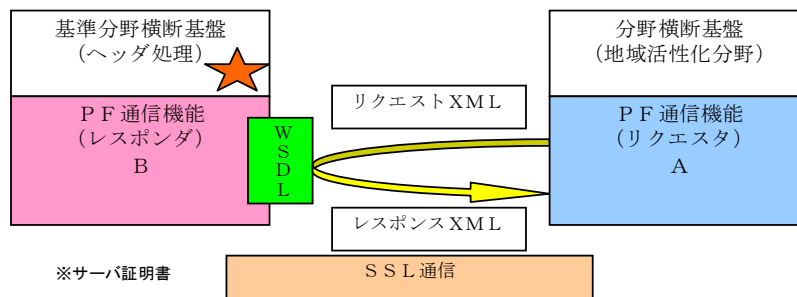 基準分野横断基盤
(ヘッダ処理)
ＰＦ通信機能
(レスポンダ)
Ｂ
ＷＳＤＬ
リクエストＸＭＬ
レスポンスＸＭＬ
分野横断基盤
(地域活性化分野)
ＰＦ通信機能
(リクエスタ)
Ａ
※サーバ証明書
ＳＳＬ通信